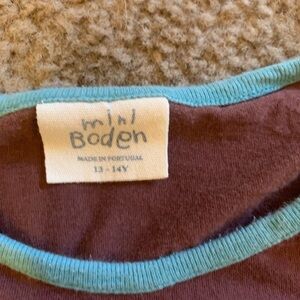 mini
Boden
MADE IN PORTUGAL
13 - 14Y